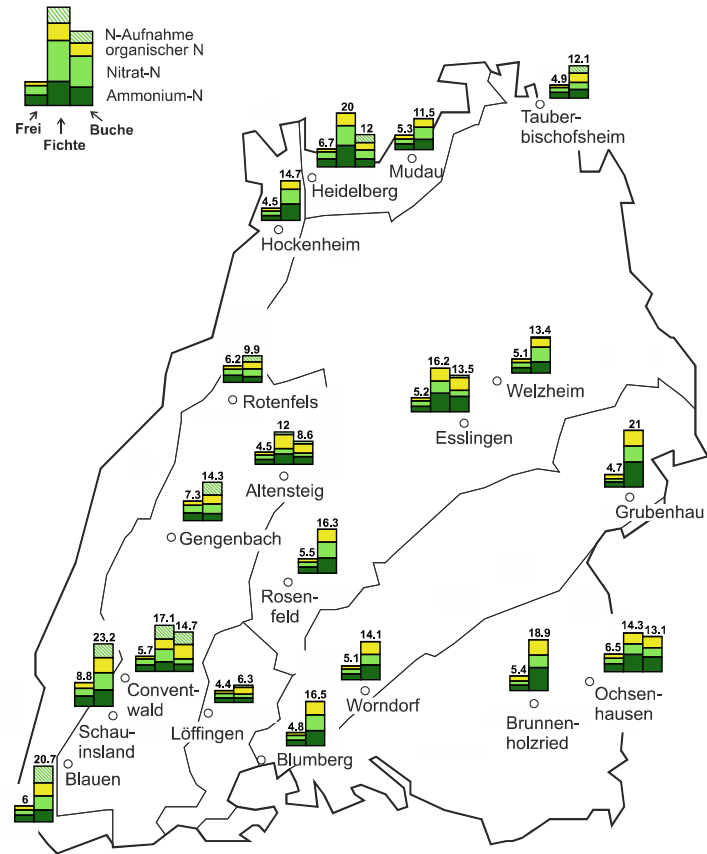 N-Aufnahme
organischer N
Nitrat-N
Ammonium-N
Frei
Fichte
Buche
4.9
12.1
Tauber-
bischofsheim
6.7
20
12
Heidelberg
5.3
11.5
Mudau
4.5
14.7
Hockenheim
6.2
9.9
Rotenfels
5.2
16.2
13.5
Esslingen
5.1
13.4
Welzheim
4.5
12
8.6
Altensteig
4.7
21
Grubenhau
7.3
14.3
Gengenbach
5.5
16.3
Rosen-
feld
5.7
17.1
14.7
Convent-
wald
8.8
23.2
Schau-
insland
4.4
6.3
Löffingen
5.1
14.1
Worndorf
5.4
18.9
Brunnen-
holzried
6.5
14.3
13.1
Ochsen-
hausen
4.8
16.5
Blumberg
6
20.7
Blauen